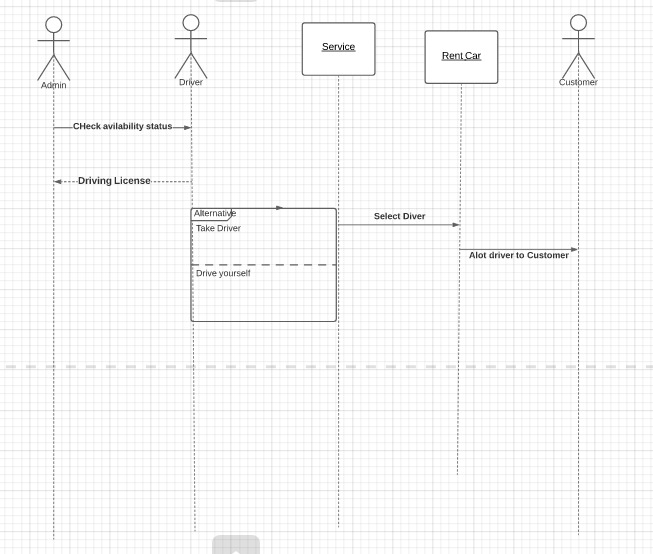 Admin
Driver
Service
Rent Car
Customer
CHeck avilability status
Driving License
Alternative
Take Driver
Select Diver
Alot driver to Customer
Drive yourself